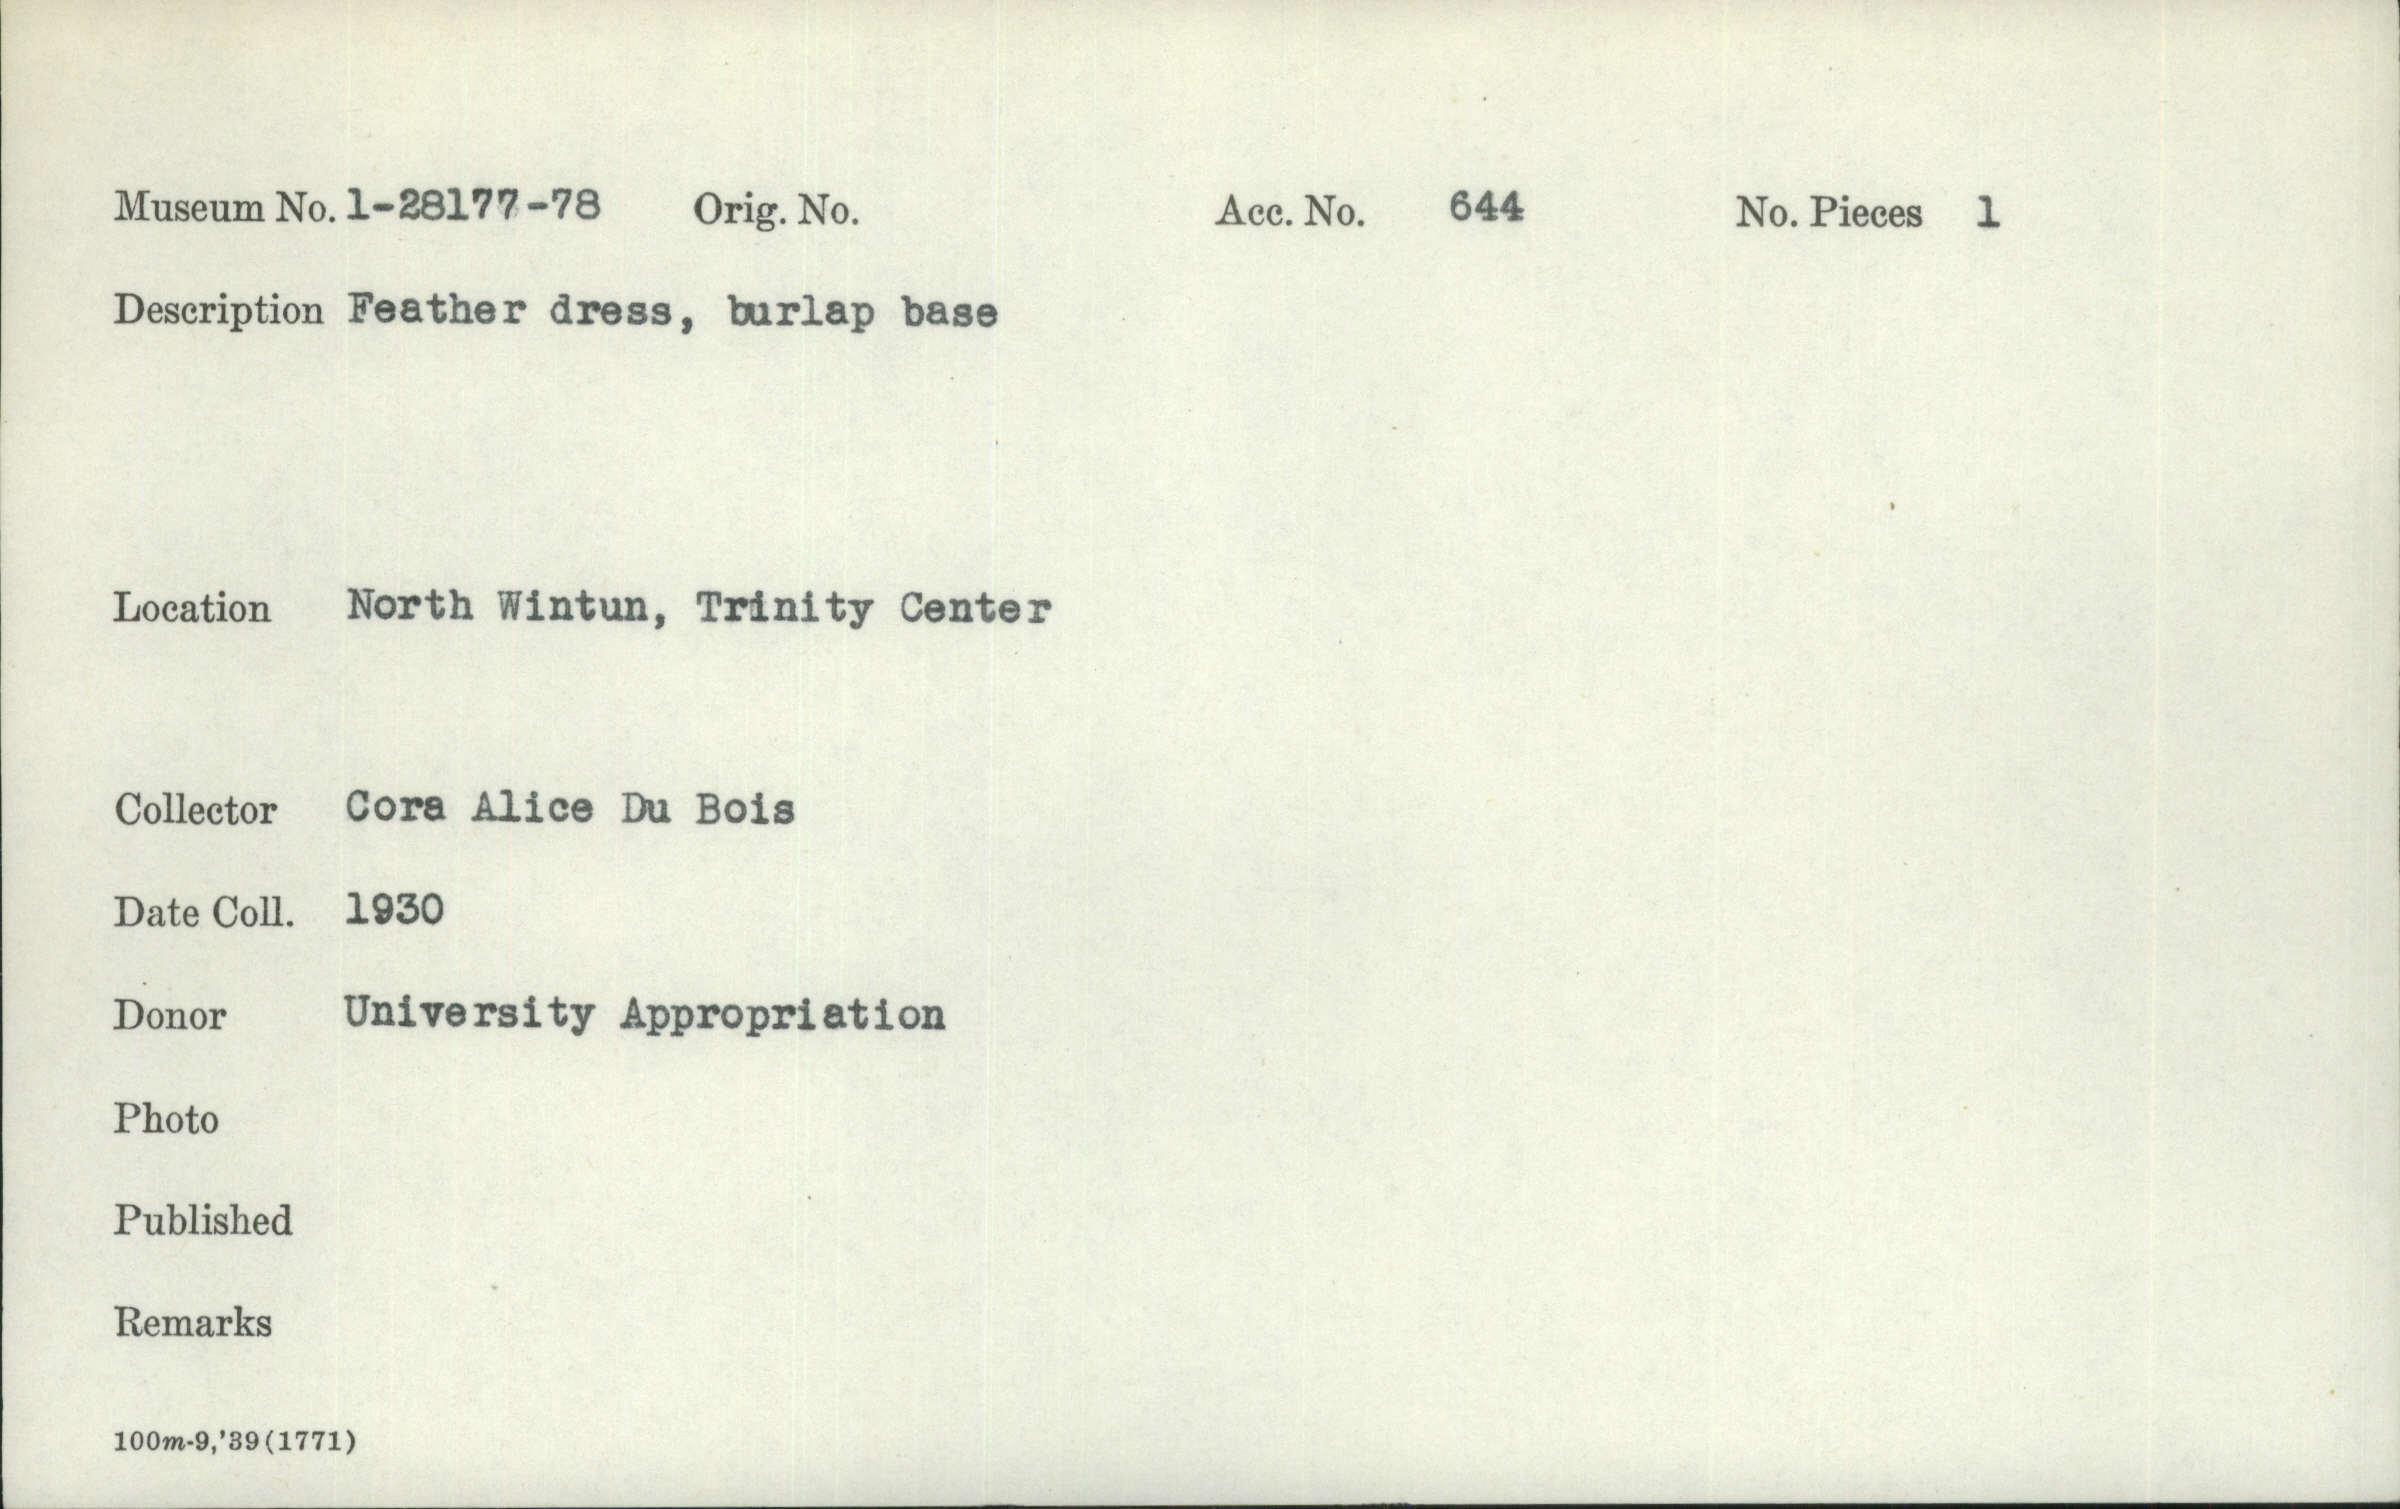 Museum No. 1-28177-78 Orig. No. Acc. No. 644 No. Pieces 1
Description Feather dress, burlap base
Location North Wintun, Trinity Center
Collector Cora Alice Du Bois
Date Coll. 1930
Donor University Appropriation
Photo
Published
Remarks
100m-9,'39(1771)